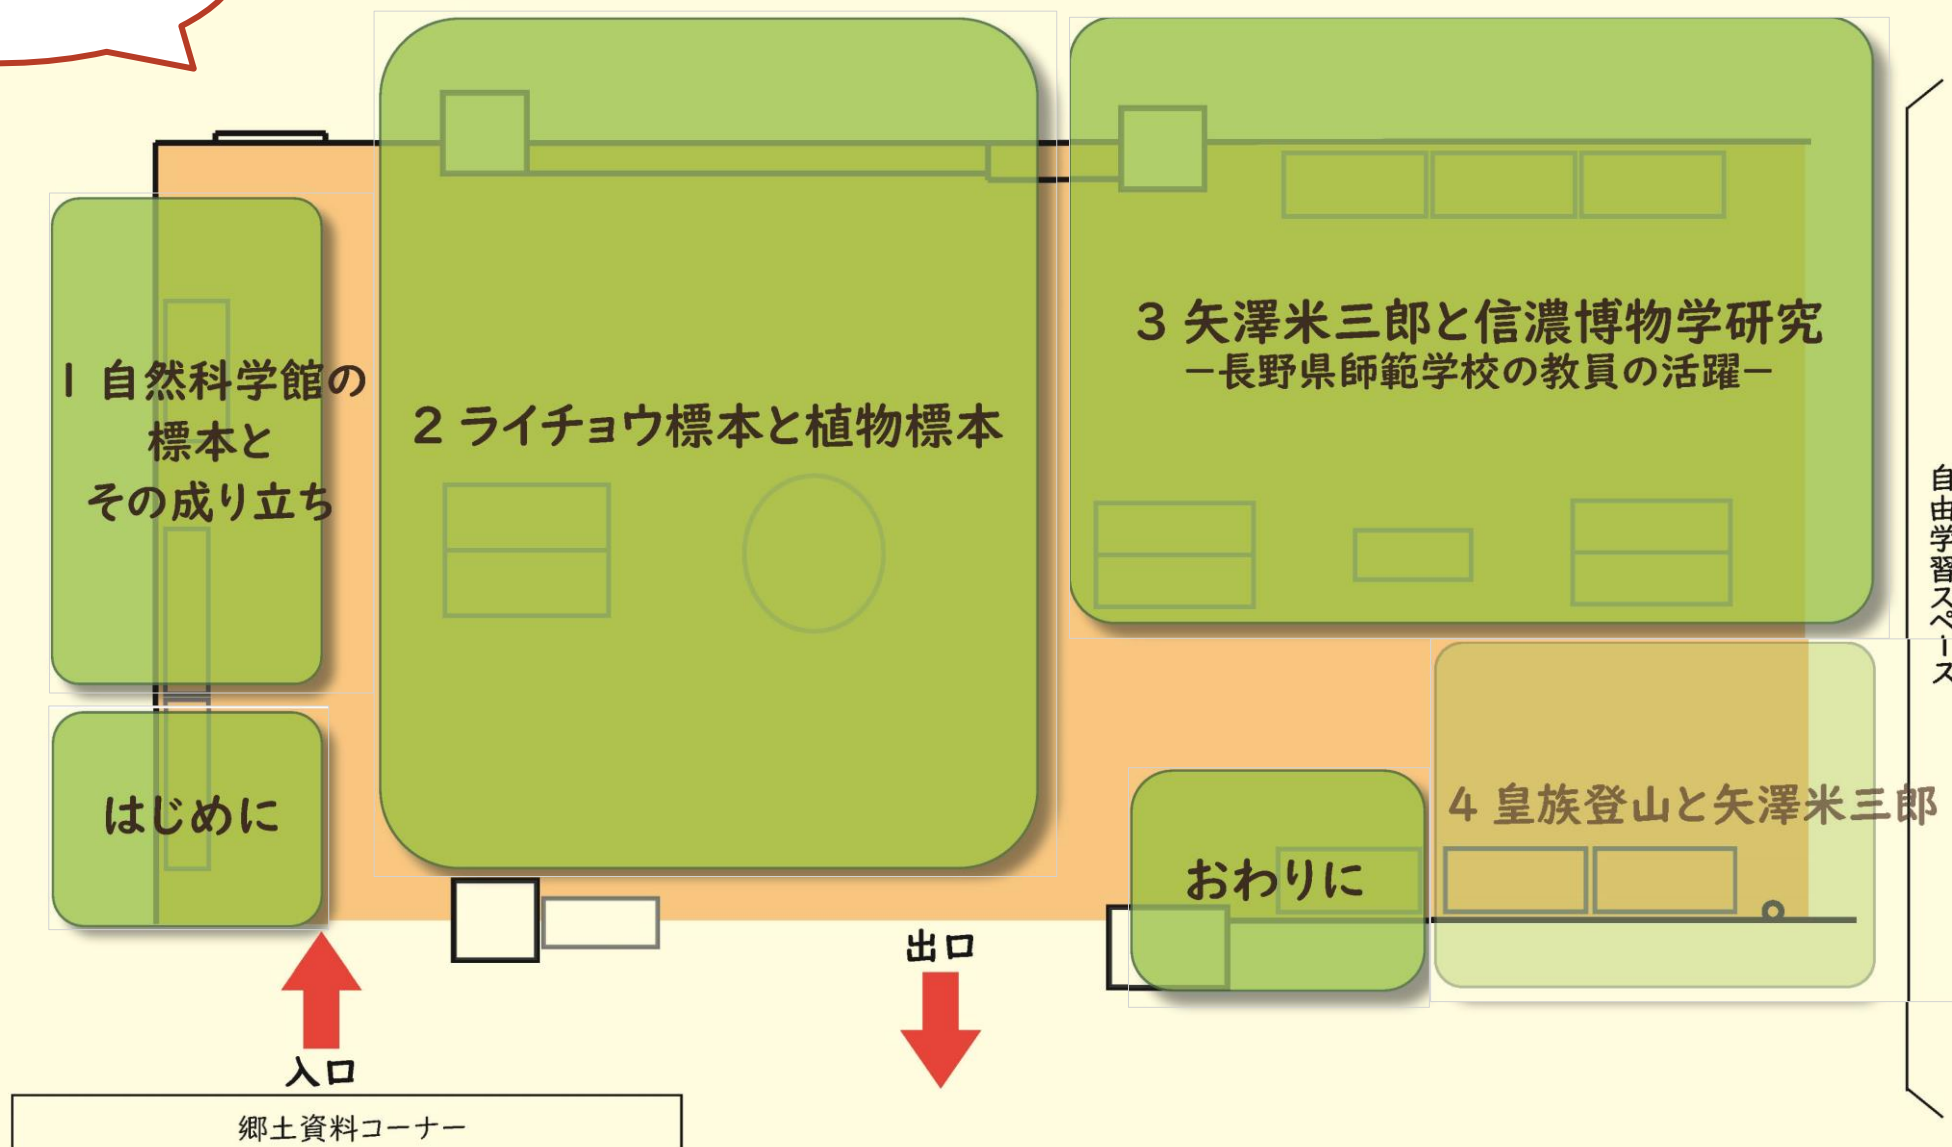 1 自然科学館の
標本と
その成り立ち
2 ライチョウ標本と植物標本
3 矢澤米三郎と信濃博物学研究
－長野県師範学校の教員の活躍－
自由学習スペース
はじめに
おわりに
4 皇族登山と矢澤米三郎
出口
入口
郷土資料コーナー